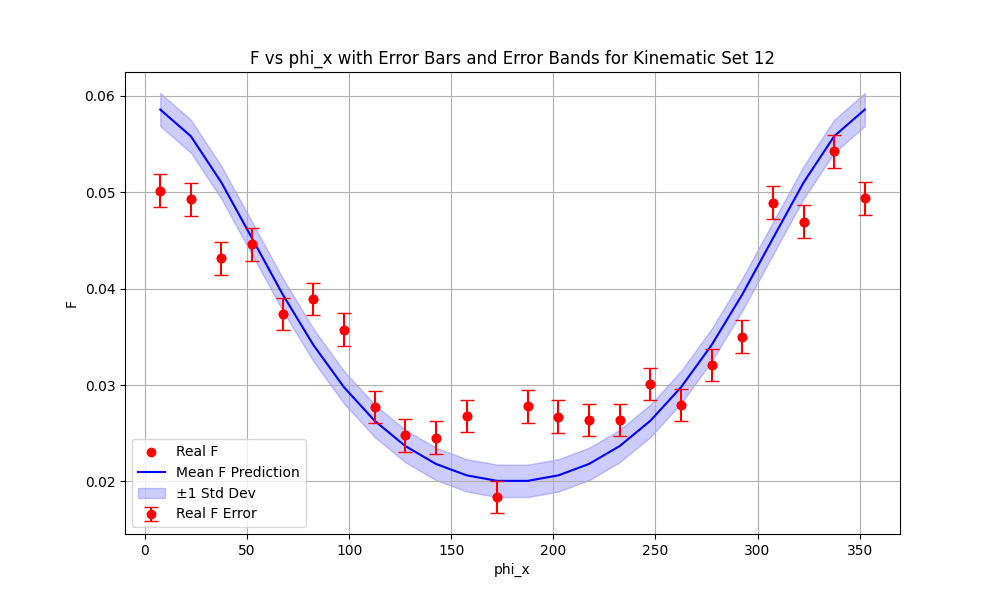 F vs phi_x with Error Bars and Error Bands for Kinematic Set 12
F
0.06
0.05
0.04
0.03
0.02
Real F
Mean F Prediction
±1 Std Dev
Real F Error
0 50 100 150 200 250 300 350
phi_x